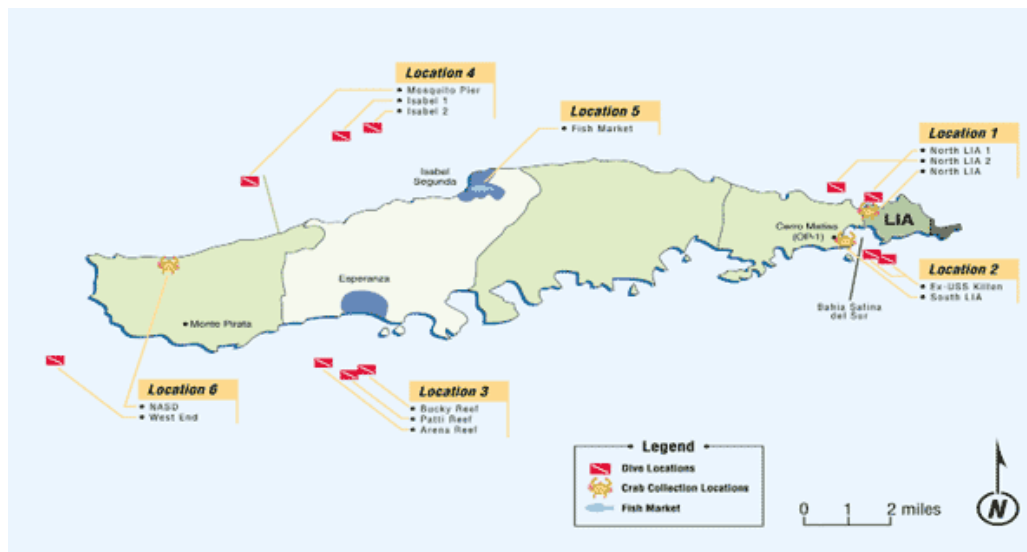 Location 4
Mosquito Pier
Isabel 1
Isabel 2
Location 5
Fish Market
Location 1
North LIA 1
North LIA 2
North LIA
Isabel
Segunda
LIA
Cerro Matias
(OP-1)
Location 2
Ex-USS Killen
South LIA
Bahia Salina
del Sur
Esperanza
Monte Pirata
Location 6
NASD
West End
Location 3
Bucky Reef
Patti Reef
Arena Reef
Legend
Dive Locations
Crab Collection Locations
Fish Market
0 1 2 miles
N